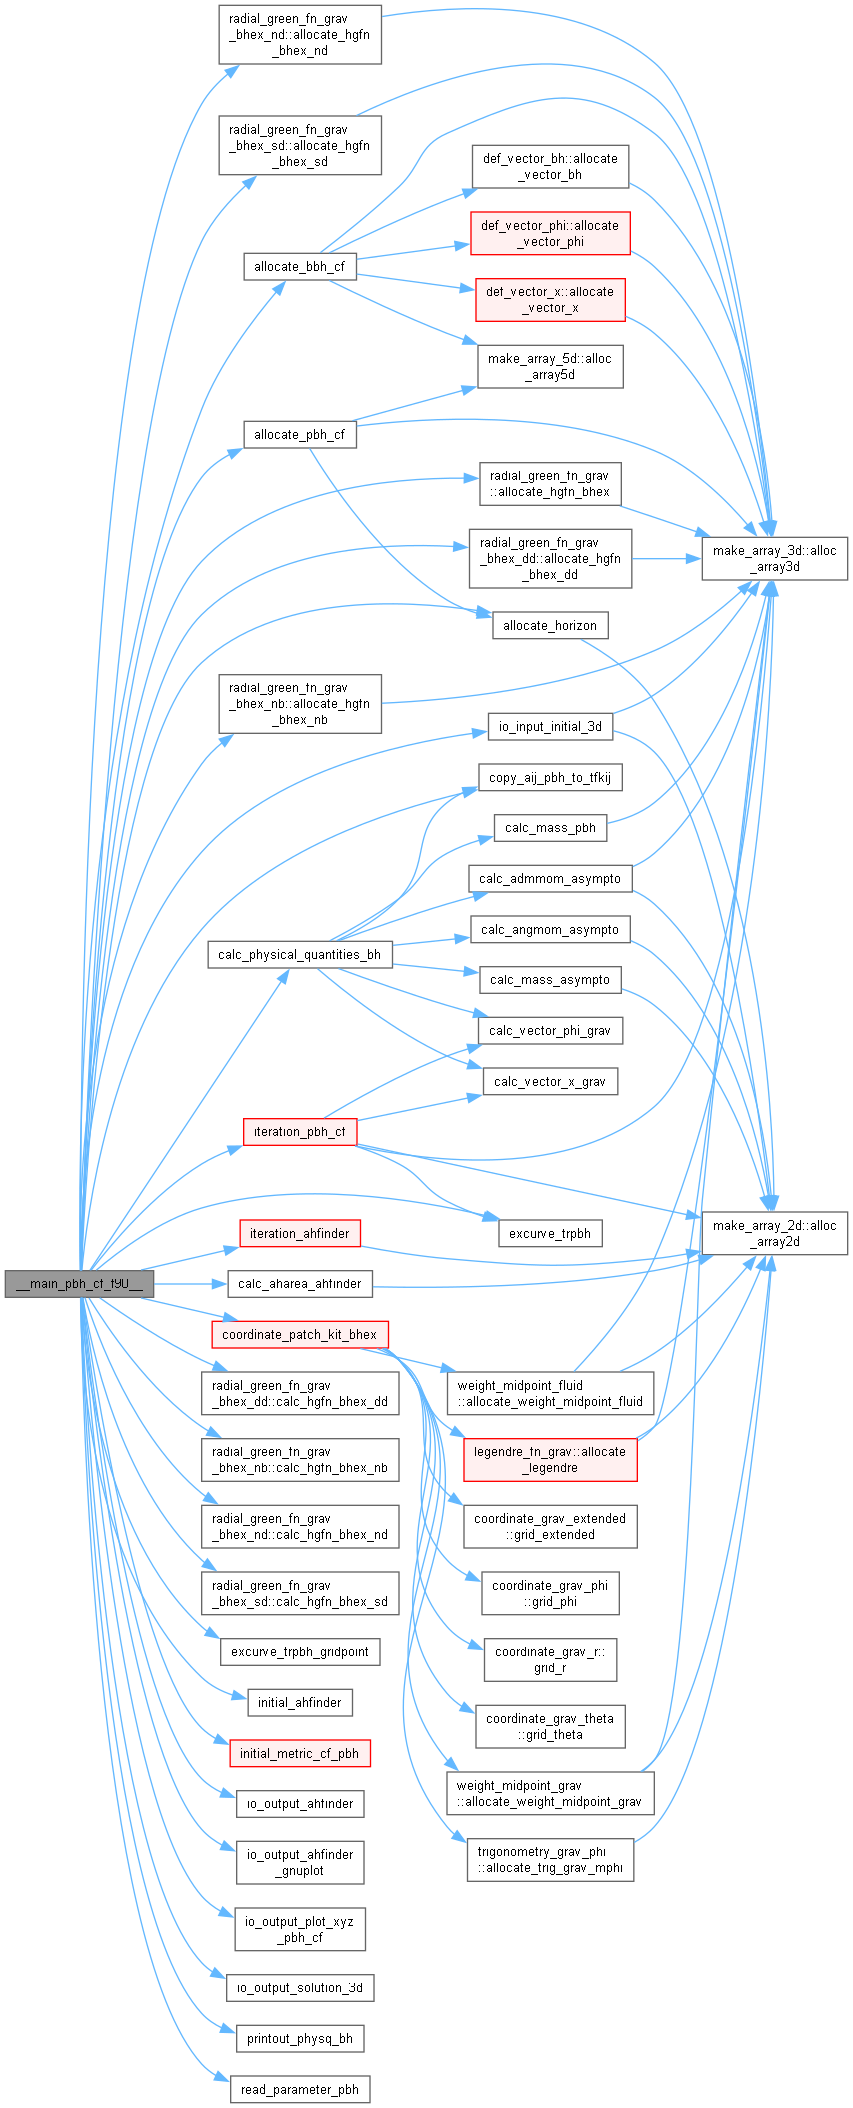 radial_green_fn_grav
_bhex_nd::allocate_hgfn
_bhex_nd
radial_green_fn_grav
_bhex_sd::allocate_hgfn
_bhex_sd
def_vector_bh::allocate
_vector_bh
def_vector_phi::allocate
_vector_phi
allocate_bbh_cf
def_vector_x::allocate
_vector_x
make_array_5d::alloc
_array5d
allocate_pbh_cf
radial_green_fn_grav
::allocate_hgfn_bhex
radial_green_fn_grav
_bhex_dd::allocate_hgfn
_bhex_dd
make_array_3d::alloc
_array3d
allocate_horizon
radial_green_fn_grav
_bhex_nb::allocate_hgfn
_bhex_nb
io_input_initial_3d
copy_aij_pbh_to_tfkij
calc_mass_pbh
calc_admmom_asympto
calc_angmom_asympto
calc_physical_quantities_bh
calc_mass_asympto
calc_vector_phi_grav
calc_vector_x_grav
iteration_pbh_cf
iteration_ahfinder
excurve_trpbh
make_array_2d::alloc
_array2d
__main_pbh_cf_f90__
calc_aharea_ahfinder
coordinate_patch_kit_bhex
radial_green_fn_grav
_bhex_dd::calc_hgfn_bhex_dd
weight_midpoint_fluid
::allocate_weight_midpoint_fluid
radial_green_fn_grav
_bhex_nb::calc_hgfn_bhex_nb
legendre_fn_grav::allocate
_legendre
radial_green_fn_grav
_bhex_nd::calc_hgfn_bhex_nd
coordinate_grav_extended
::grid_extended
radial_green_fn_grav
_bhex_sd::calc_hgfn_bhex_sd
coordinate_grav_phi
::grid_phi
excurve_trpbh_gridpoint
coordinate_grav_r::
grid_r
initial_ahfinder
coordinate_grav_theta
::grid_theta
initial_metric_cf_pbh
weight_midpoint_grav
::allocate_weight_midpoint_grav
io_output_ahfinder
io_output_ahfinder
_gnuplot
trigonometry_grav_phi
::allocate_trig_grav_mphi
io_output_plot_xyz
_pbh_cf
io_output_solution_3d
printout_physq_bh
read_parameter_pbh